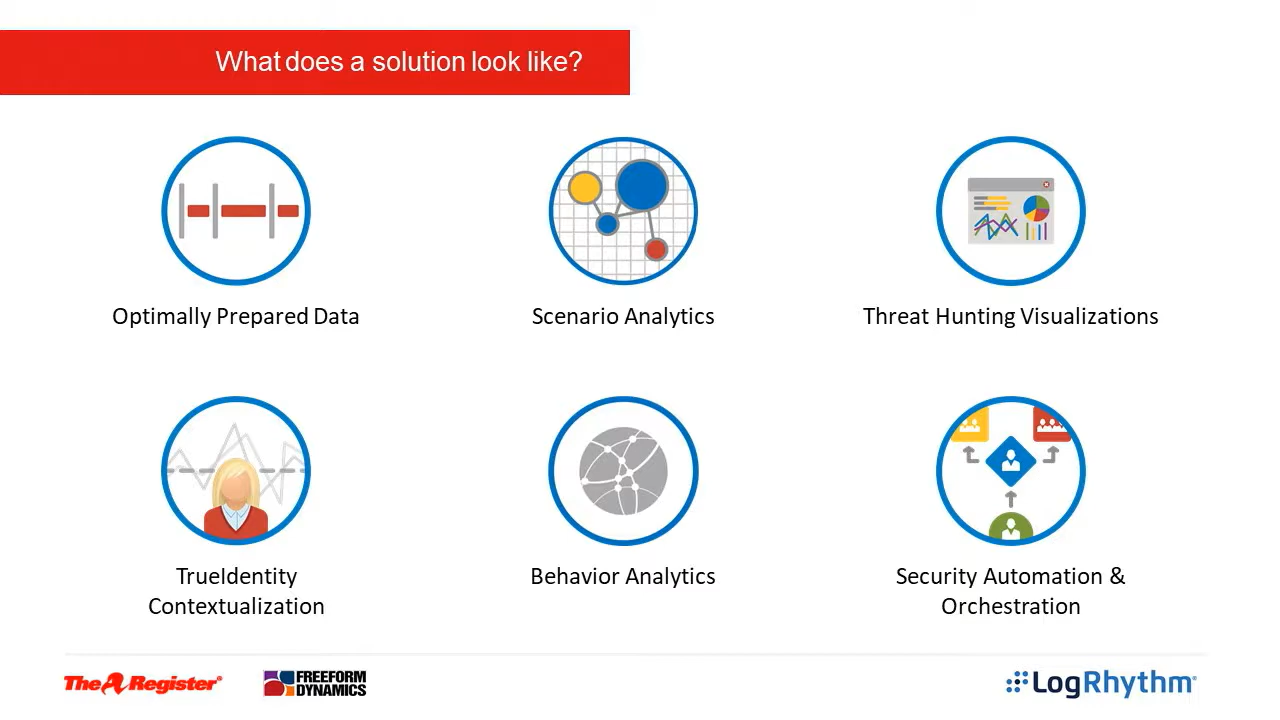 What does a solution look like?
Optimally Prepared Data
Scenario Analytics
Threat Hunting Visualizations
TrueIdentity
Contextualization
Behavior Analytics
Security Automation &
Orchestration
The Register®
FREEFORM
DYNAMICS
LogRhythm®